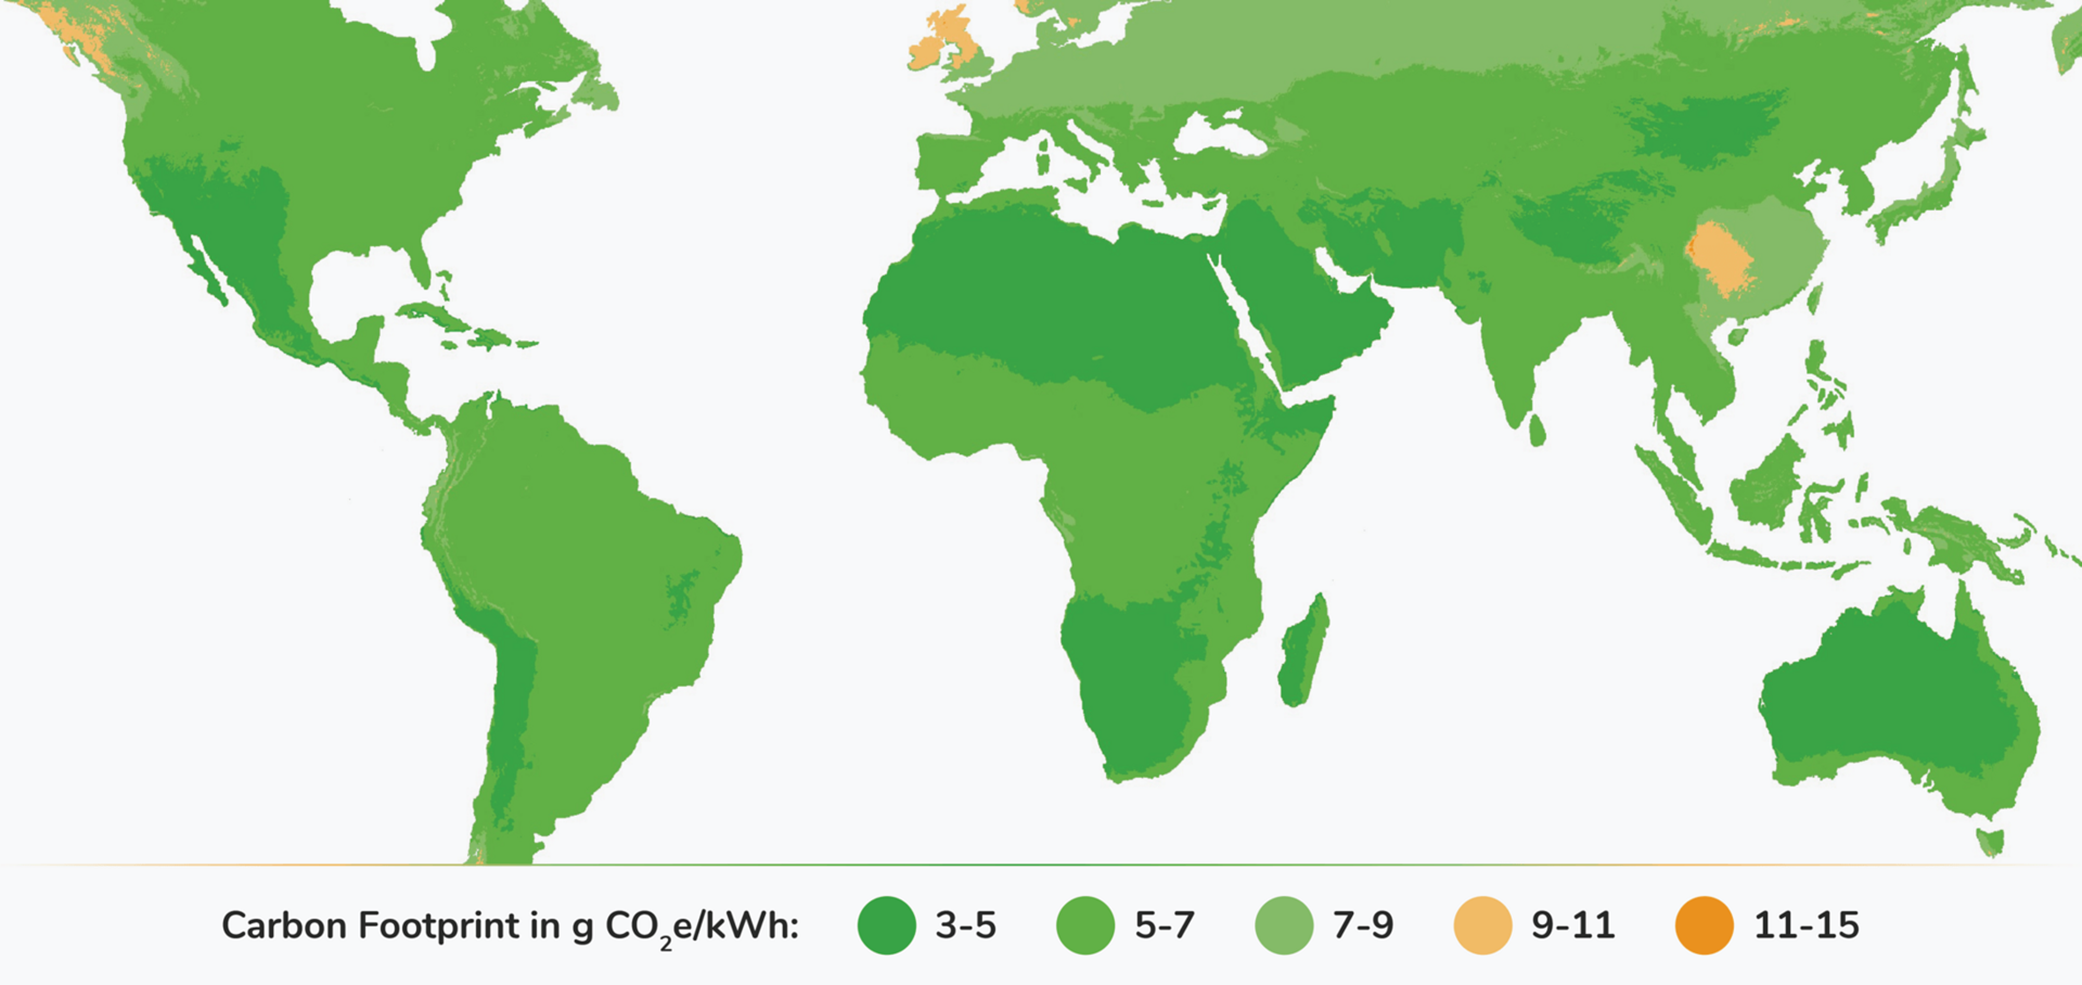 Carbon Footprint in g CO₂e/kWh: 3-5 5-7 7-9 9-11 11-15